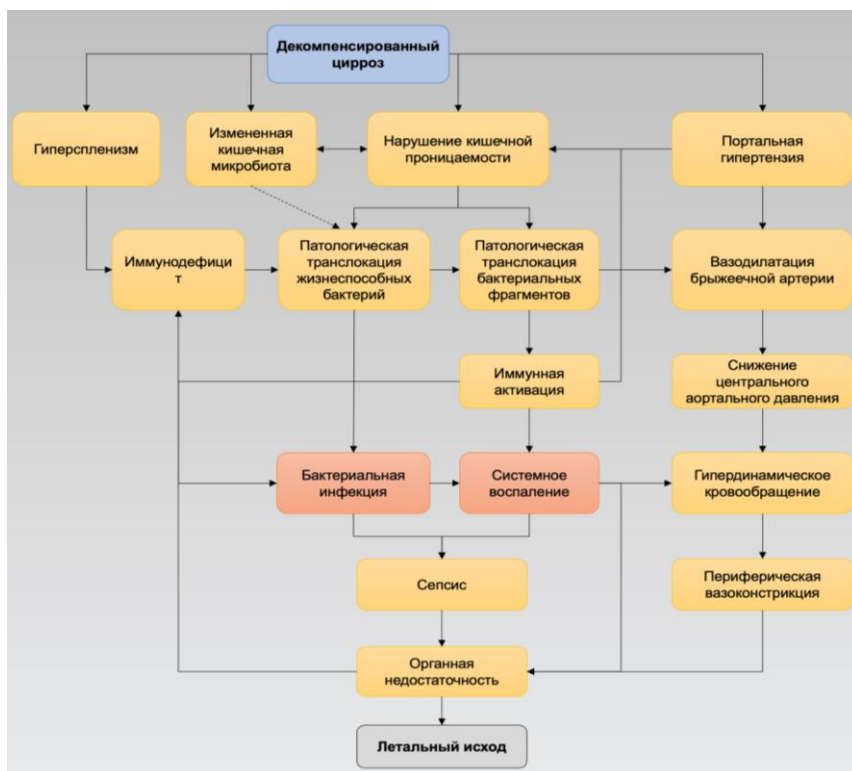 Декомпенсированный
цирроз
Гиперспленизм
Измененная
кишечная
микробиота
Нарушение кишечной
проницаемости
Портальная
гипертензия
Иммунодефици
т
Патологическая
транслокация
жизнеспособных
бактерий
Патологическая
транслокация
бактериальных
фрагментов
Вазодилатация
брыжеечной артерии
Иммунная
активация
Снижение
центрального
аортального давления
Бактериальная
инфекция
Системное
воспаление
Гипердинамическое
кровообращение
Сепсис
Периферическая
вазоконстрикция
Органная
недостаточность
Летальный исход